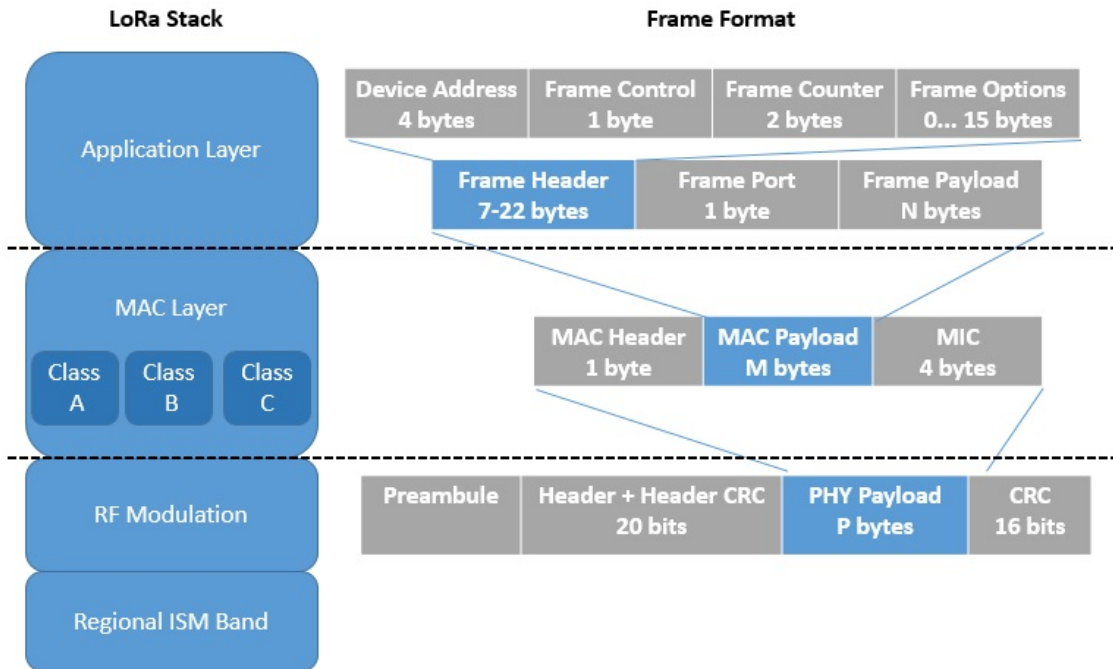 LoRa Stack
Frame Format
Application Layer
Device Address
4 bytes
Frame Control
1 byte
Frame Counter
2 bytes
Frame Options
0... 15 bytes
Frame Header
7-22 bytes
Frame Port
1 byte
Frame Payload
N bytes
MAC Layer
Class
A
Class
B
Class
C
MAC Header
1 byte
MAC Payload
M bytes
MIC
4 bytes
RF Modulation
Preambule
Header + Header CRC
20 bits
PHY Payload
P bytes
CRC
16 bits
Regional ISM Band